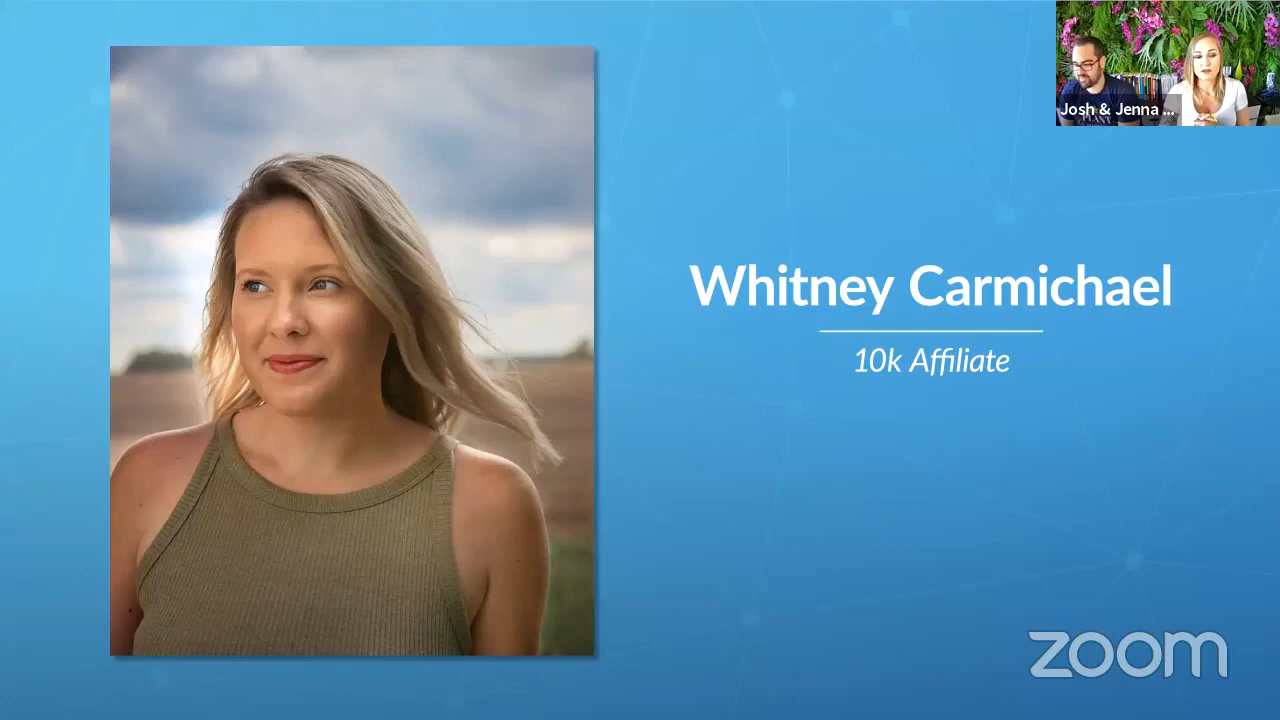 Josh & Jenna ...
Whitney Carmichael
10k Affiliate
zoom